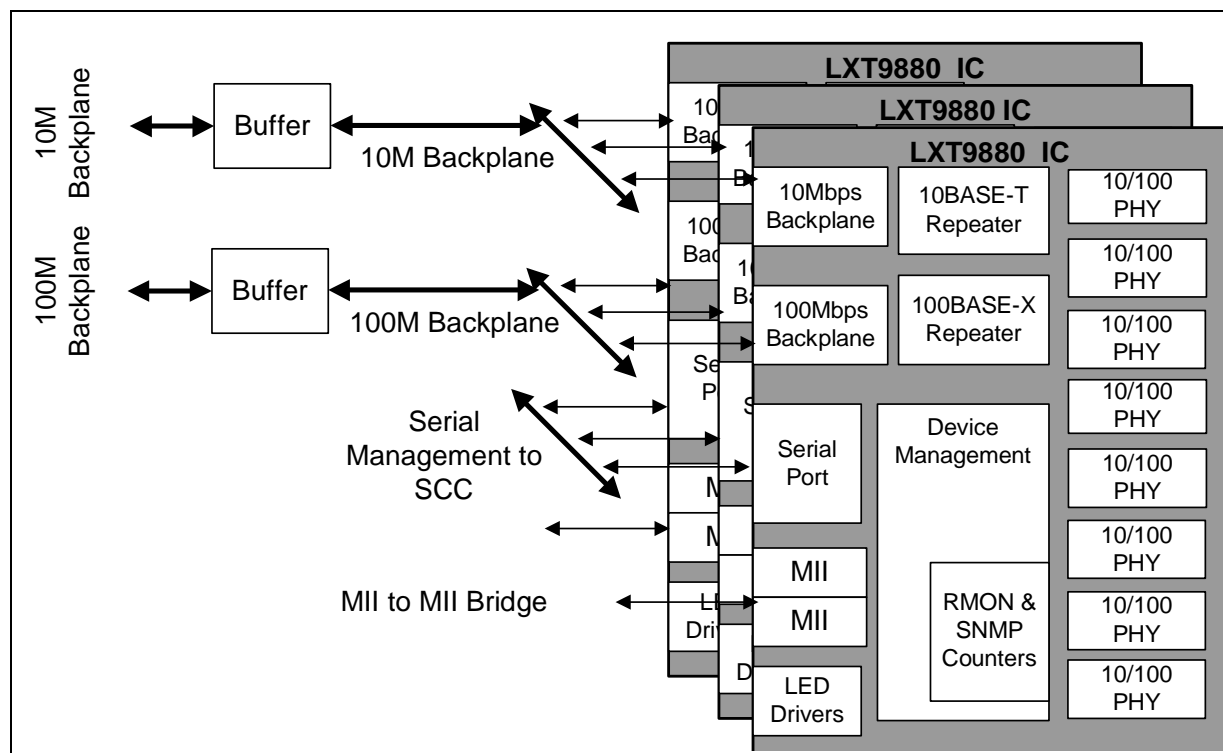 LXT9880 IC
LXT9880 IC
LXT9880 IC
10M
Backplane
Buffer
10M Backplane
100M
Backplane
Buffer
100M Backplane
Serial
Management to
SCC
MII to MII Bridge
10Mbps
Backplane
10BASE-T
Repeater
100Mbps
Backplane
100BASE-X
Repeater
Serial
Port
Device
Management
MII
MII
RMON &
SNMP
Counters
LED
Drivers
10/100
PHY
10/100
PHY
10/100
PHY
10/100
PHY
10/100
PHY
10/100
PHY
10/100
PHY
10/100
PHY